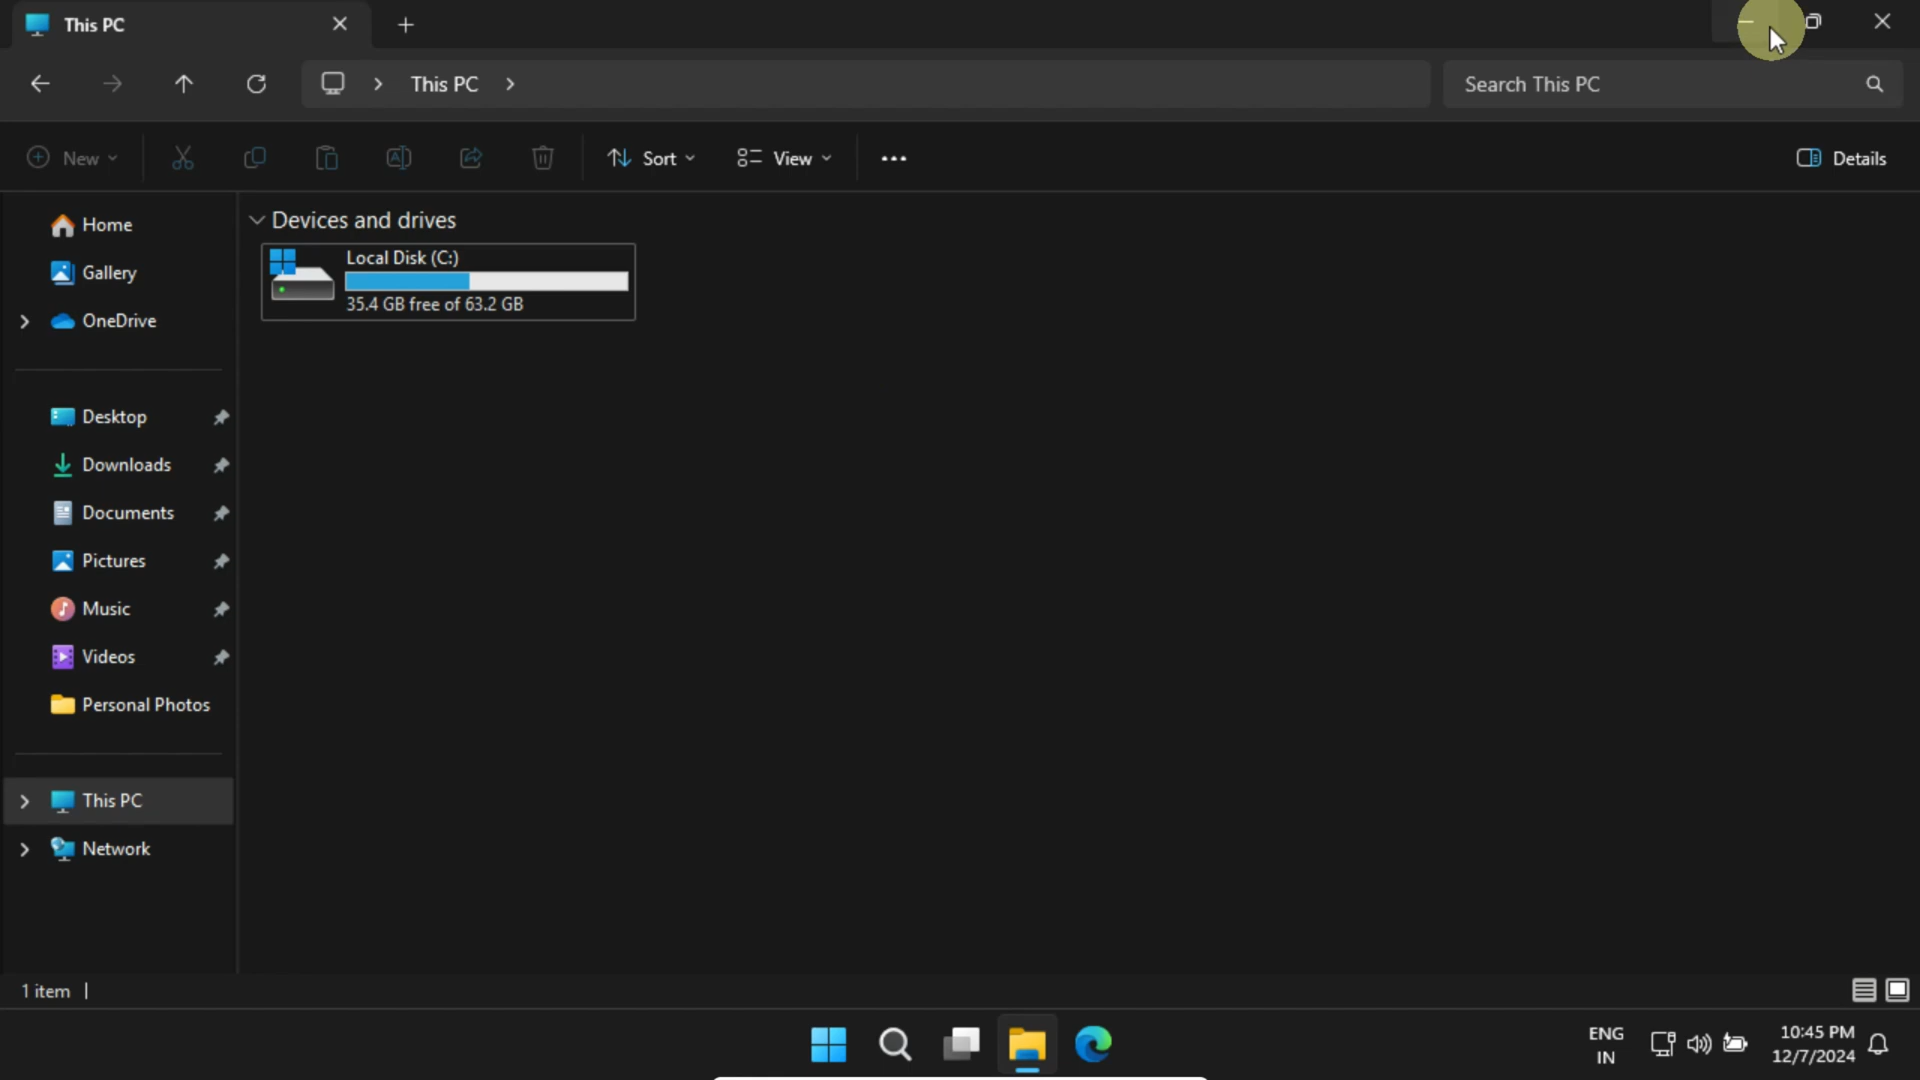 This PC
This PC
Search This PC
New
Sort
View
Details
Home
Gallery
OneDrive
Desktop
Downloads
Documents
Pictures
Music
Videos
Personal Photos
This PC
Network
Devices and drives
Local Disk (C:)
35.4 GB free of 63.2 GB
1 item
ENG
IN
10:45 PM
12/7/2024